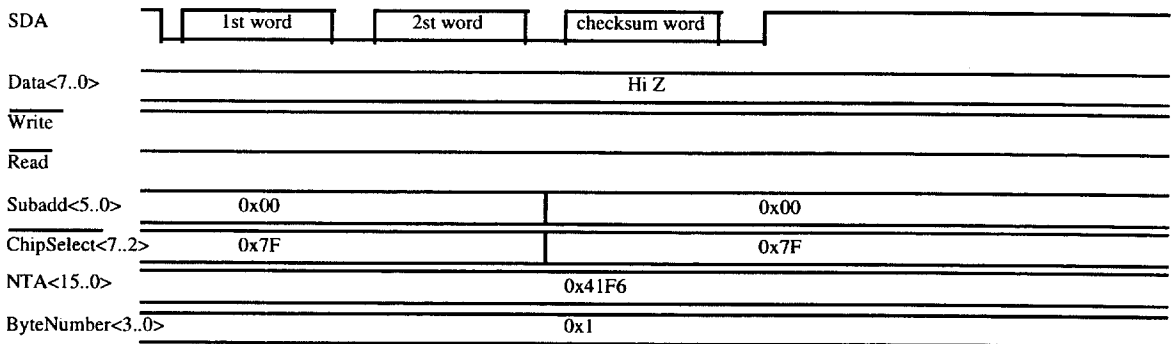 SDA 1st word 2st word checksum word
Data<7..0> Hi Z
Write
Read
Subadd<5..0> 0x00 0x00
ChipSelect<7..2> 0x7F 0x7F
NTA<15..0> 0x41F6
ByteNumber<3..0> 0x1